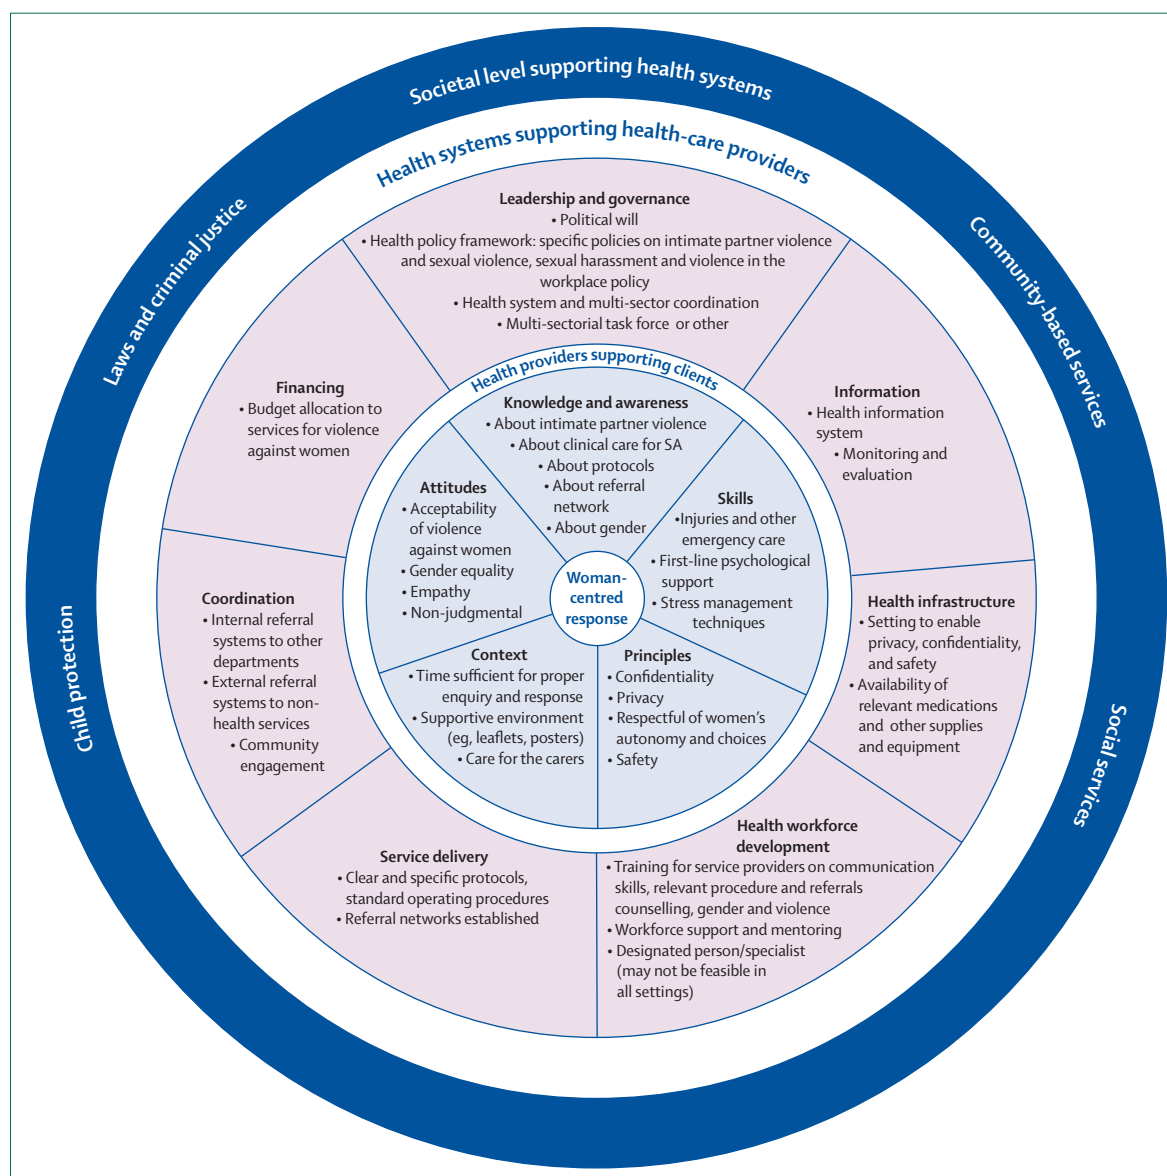 Societal level supporting health systems
Laws and criminal justice
Community-based services
Child protection
Social services
Health systems supporting health-care providers
Leadership and governance
• Political will
• Health policy framework: specific policies on intimate partner violence
and sexual violence, sexual harassment and violence in the
workplace policy
• Health system and multi-sector coordination
• Multi-sectorial task force or other
Financing
• Budget allocation to
services for violence
against women
Information
• Health information
system
• Monitoring and
evaluation
Coordination
• Internal referral
systems to other
departments
• External referral
systems to non-
health services
• Community
engagement
Health infrastructure
• Setting to enable
privacy, confidentiality,
and safety
• Availability of
relevant medications
and other supplies
and equipment
Service delivery
• Clear and specific protocols,
standard operating procedures
• Referral networks established
Health workforce
development
• Training for service providers on communication
skills, relevant procedure and referrals
counselling, gender and violence
• Workforce support and mentoring
• Designated person/specialist
(may not be feasible in
all settings)
Health providers supporting clients
Knowledge and awareness
• About intimate partner violence
• About clinical care for SA
• About protocols
• About referral
network
• About gender
Attitudes
• Acceptability
of violence
against women
• Gender equality
• Empathy
• Non-judgmental
Skills
•Injuries and other
emergency care
• First-line psychological
support
• Stress management
techniques
Context
• Time sufficient for proper
enquiry and response
• Supportive environment
(eg, leaflets, posters)
• Care for the carers
Principles
• Confidentiality
• Privacy
• Respectful of women's
autonomy and choices
• Safety
Woman-
centred
response